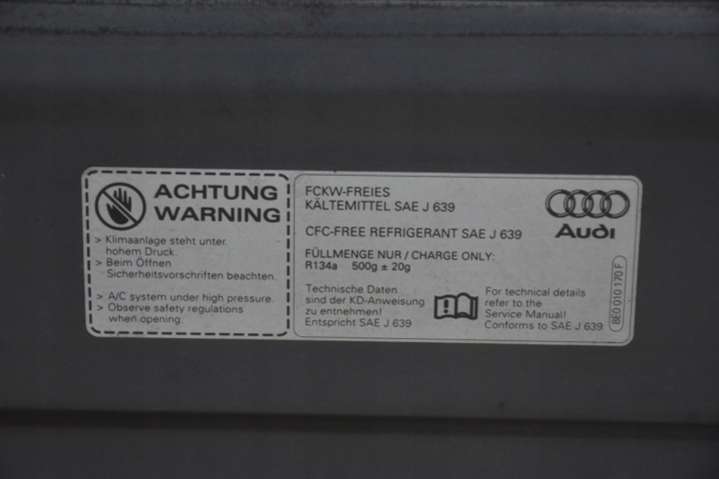 ACHTUNG
WARNING
> Klimaanlage steht unter
hohem Druck.
> Beim Öffnen
Sicherheitsvorschriften beachten.
> A/C system under high pressure.
> Observe safety regulations
when opening.
FCKW-FREIES
KÄLTEMITTEL SAE J 639
CFC-FREE REFRIGERANT SAE J 639
FÜLLMENGE NUR / CHARGE ONLY:
R134a 500g ± 20g
Technische Daten
sind der KD-Anweisung
zu entnehmen!
Entspricht SAE J 639
For technical details
refer to the
Service Manual!
Conforms to SAE J 639
Audi
8E0 010 170 F